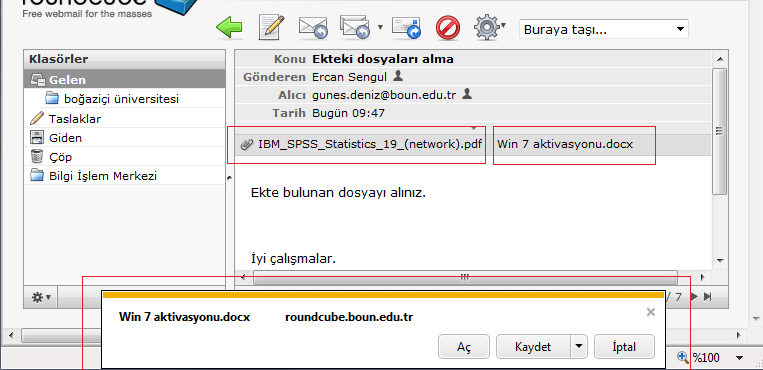 roundcube
Free webmail for the masses
Buraya taşı...
Klasörler
Gelen
boğaziçi üniversitesi
Taslaklar
Giden
Çöp
Bilgi İşlem Merkezi
Konu Ekteki dosyaları alma
Gönderen Ercan Sengul
Alıcı gunes.deniz@boun.edu.tr
Tarih Bugün 09:47
IBM_SPSS_Statistics_19_(network).pdf Win 7 aktivasyonu.docx
Ekte bulunan dosyayı alınız.
İyi çalışmalar.
/ 7
Win 7 aktivasyonu.docx roundcube.boun.edu.tr
Aç Kaydet İptal
%100